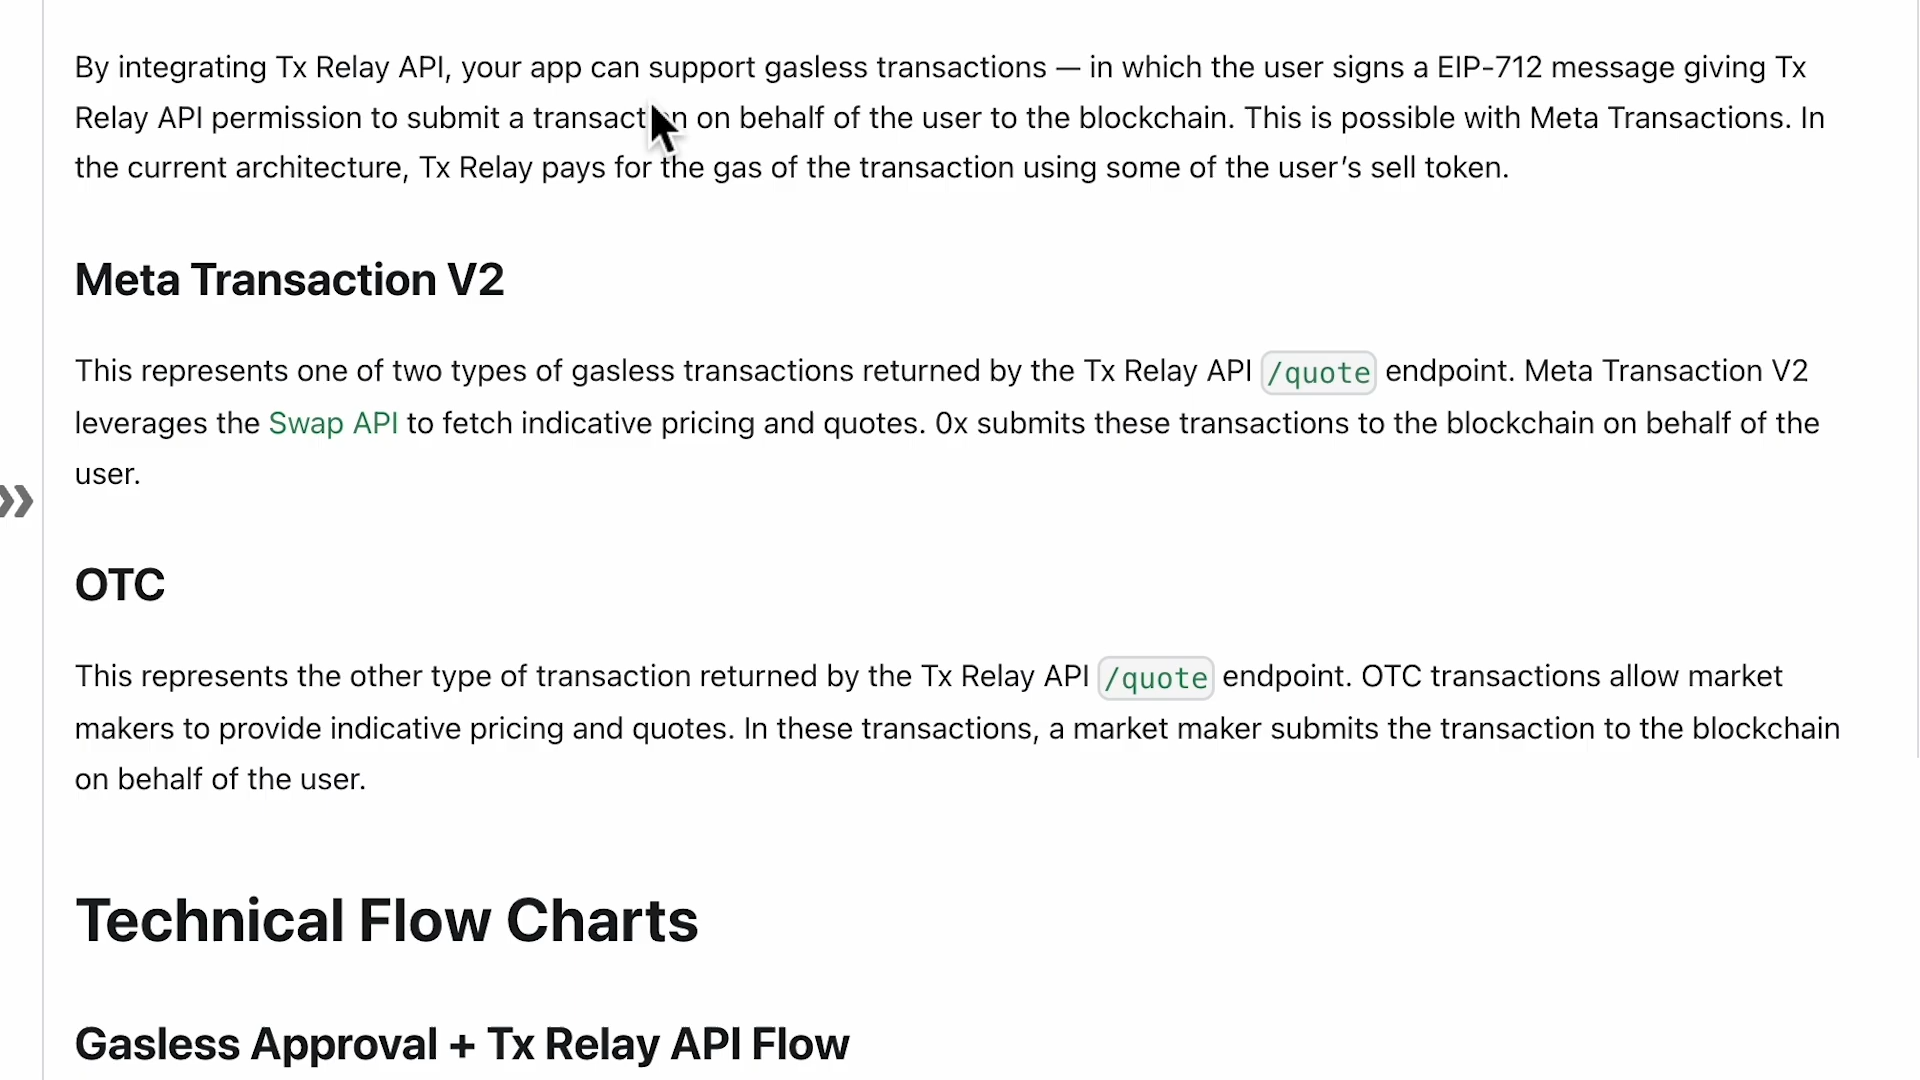 By integrating Tx Relay API, your app can support gasless transactions — in which the user signs a EIP-712 message giving Tx
Relay API permission to submit a transaction on behalf of the user to the blockchain. This is possible with Meta Transactions. In
the current architecture, Tx Relay pays for the gas of the transaction using some of the user’s sell token.
Meta Transaction V2
This represents one of two types of gasless transactions returned by the Tx Relay API /quote endpoint. Meta Transaction V2
leverages the Swap API to fetch indicative pricing and quotes. 0x submits these transactions to the blockchain on behalf of the
user.
OTC
This represents the other type of transaction returned by the Tx Relay API /quote endpoint. OTC transactions allow market
makers to provide indicative pricing and quotes. In these transactions, a market maker submits the transaction to the blockchain
on behalf of the user.
Technical Flow Charts
Gasless Approval + Tx Relay API Flow